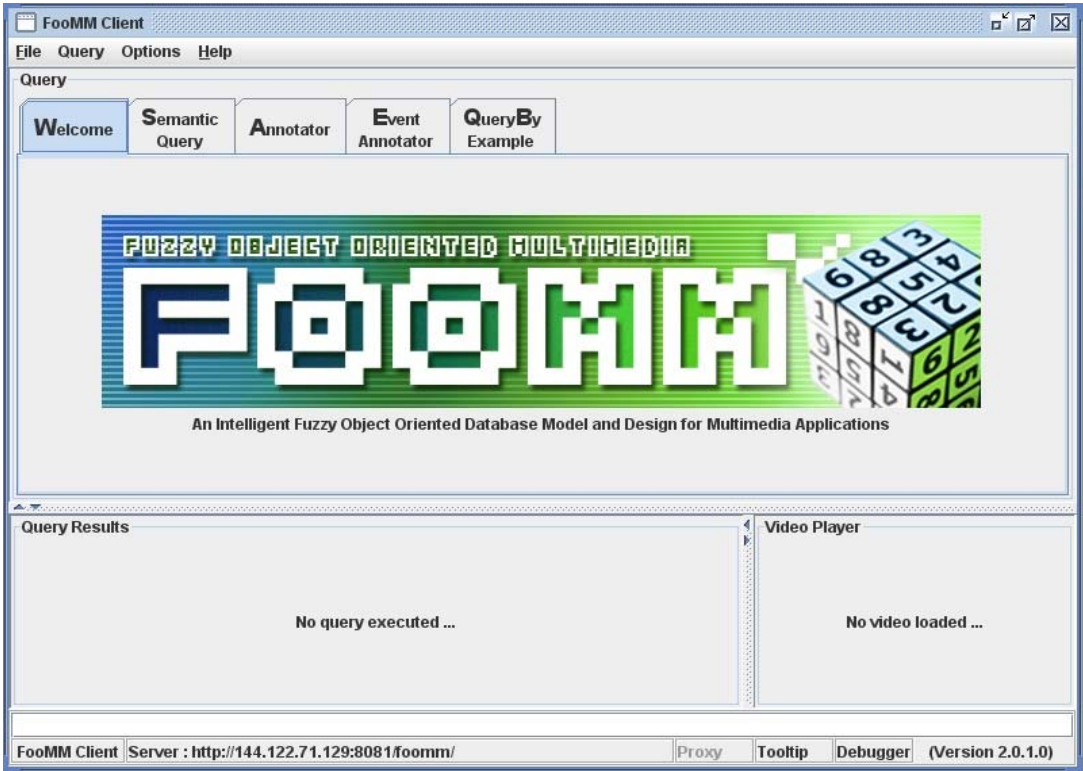 FooMM Client
File Query Options Help
Query
Welcome
Semantic
Query
Annotator
Event
Annotator
QueryBy
Example
FUZZY OBJECT ORIENTED MULTIMEDIA
FOOMM
An Intelligent Fuzzy Object Oriented Database Model and Design for Multimedia Applications
Query Results
No query executed ...
Video Player
No video loaded ...
FooMM Client Server : http://144.122.71.129:8081/foomm/ Proxy Tooltip Debugger (Version 2.0.1.0)